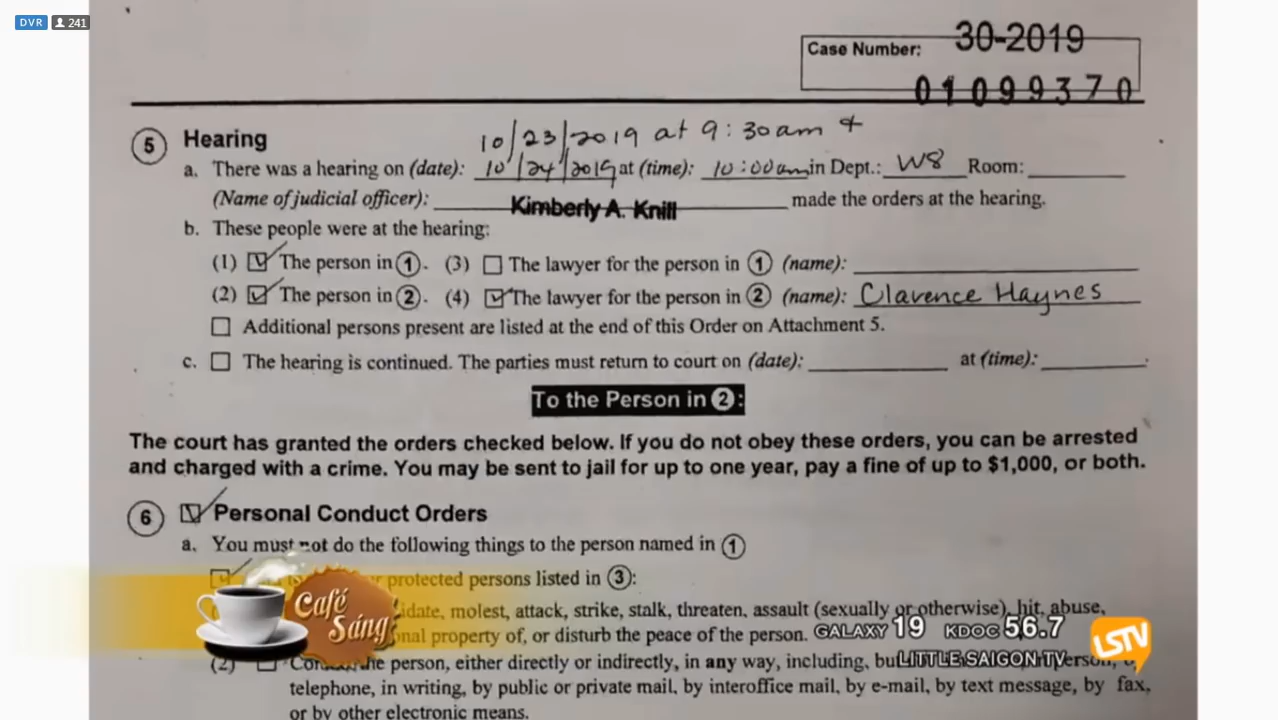 DVR 241
30-2019
Case Number:
01099370
5 Hearing
10/23/2019 at 9:30am +
a. There was a hearing on (date): 10/24/2019 at (time): 10:00am in Dept.: W8 Room:
(Name of judicial officer): Kimberly A. Knill made the orders at the hearing.
b. These people were at the hearing:
(1) The person in 1. (3) The lawyer for the person in 1 (name):
(2) The person in 2. (4) The lawyer for the person in 2 (name): Clarence Haynes
Additional persons present are listed at the end of this Order on Attachment 5.
c. The hearing is continued. The parties must return to court on (date): at (time):
To the Person in 2:
The court has granted the orders checked below. If you do not obey these orders, you can be arrested
and charged with a crime. You may be sent to jail for up to one year, pay a fine of up to $1,000, or both.
6 Personal Conduct Orders
a. You must not do the following things to the person named in 1
protected persons listed in 3:
molest, attack, strike, stalk, threaten, assault (sexually or otherwise), hit, abuse,
property of, or disturb the peace of the person.
(2) the person, either directly or indirectly, in any way, including,
telephone, in writing, by public or private mail, by interoffice mail, by e-mail, by text message, by fax,
or by other electronic means.
Café
Sáng
GALAXY 19 KDOC 56.7
LITTLE SAIGON TV
LSTV